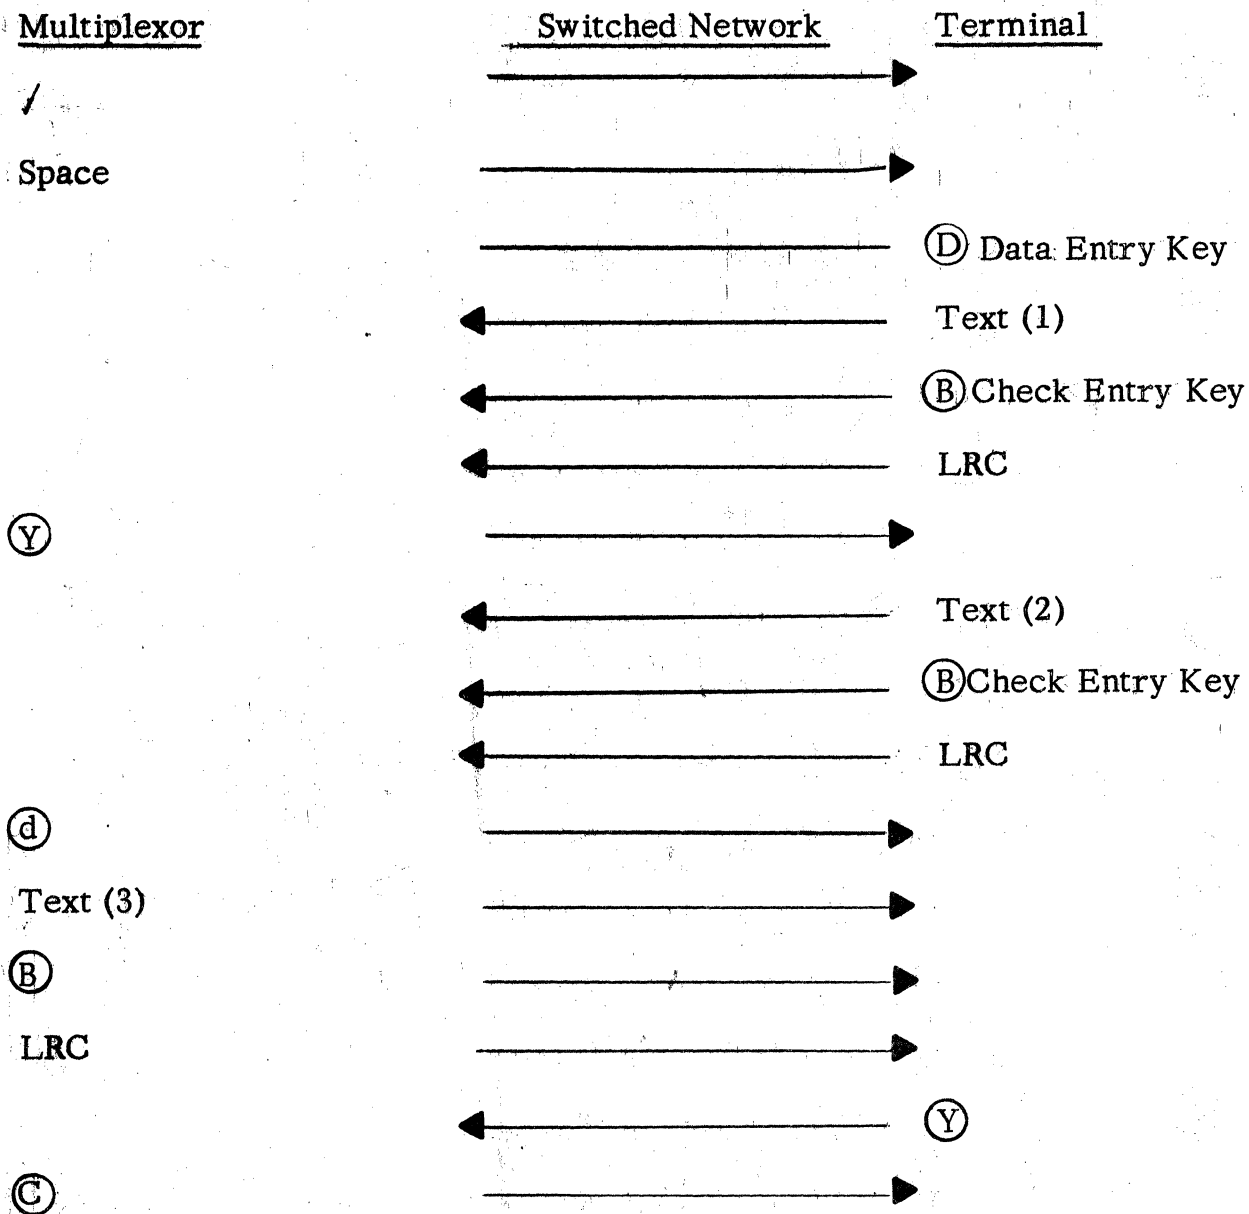 Multiplexor Switched Network Terminal
/
Space
Ⓓ Data Entry Key
Text (1)
Ⓑ Check Entry Key
LRC
Ⓨ
Text (2)
Ⓑ Check Entry Key
LRC
ⓓ
Text (3)
Ⓑ
LRC
Ⓨ
Ⓒ